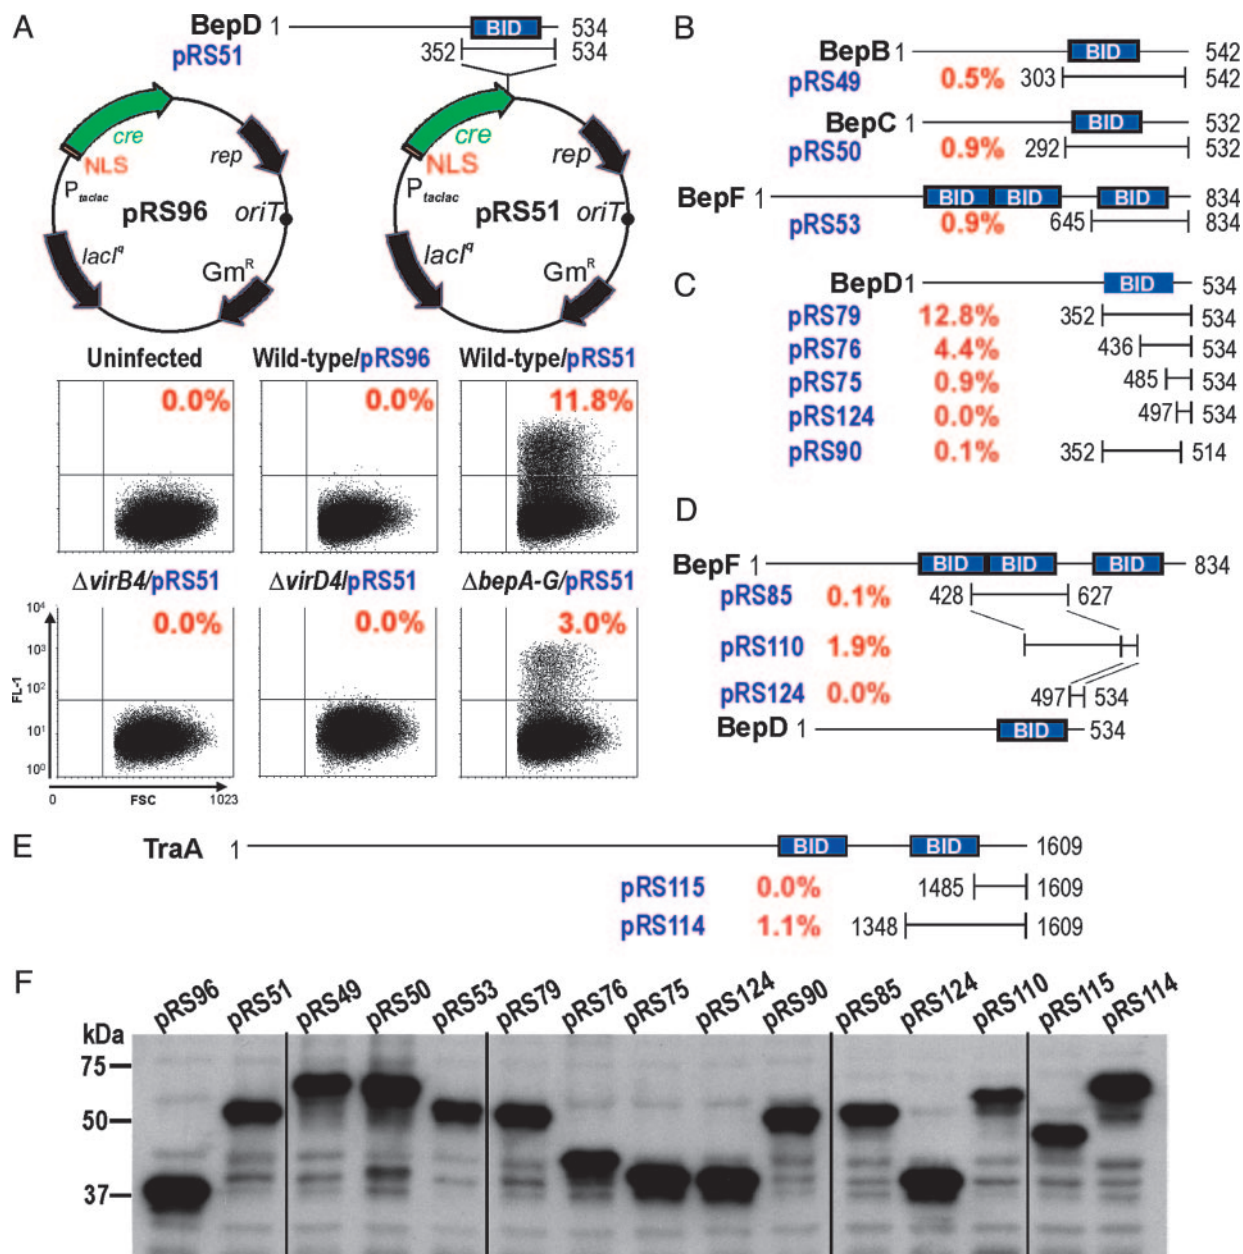 A
BepD 1 BID 534
pRS51 352 534
cre
NLS
P taclac
pRS96
rep
oriT
lacIq
GmR
cre
NLS
P taclac
pRS51
rep
oriT
lacIq
GmR
Uninfected Wild-type/pRS96 Wild-type/pRS51
0.0% 0.0% 11.8%
ΔvirB4/pRS51 ΔvirD4/pRS51 ΔbepA-G/pRS51
0.0% 0.0% 3.0%
10⁴
10³
10²
10¹
10⁰
FL-1
0 FSC 1023
B
BepB 1 BID 542
pRS49 0.5% 303 542
BepC 1 BID 532
pRS50 0.9% 292 532
BepF 1 BID BID BID 834
pRS53 0.9% 645 834
C
BepD 1 BID 534
pRS79 12.8% 352 534
pRS76 4.4% 436 534
pRS75 0.9% 485 534
pRS124 0.0% 497 534
pRS90 0.1% 352 514
D
BepF 1 BID BID BID 834
pRS85 0.1% 428 627
pRS110 1.9%
pRS124 0.0% 497 534
BepD 1 BID 534
E
TraA 1 BID BID 1609
pRS115 0.0% 1485 1609
pRS114 1.1% 1348 1609
F
pRS96 pRS51 pRS49 pRS50 pRS53 pRS79 pRS76 pRS75 pRS124 pRS90 pRS85 pRS124 pRS110 pRS115 pRS114
kDa
75
50
37